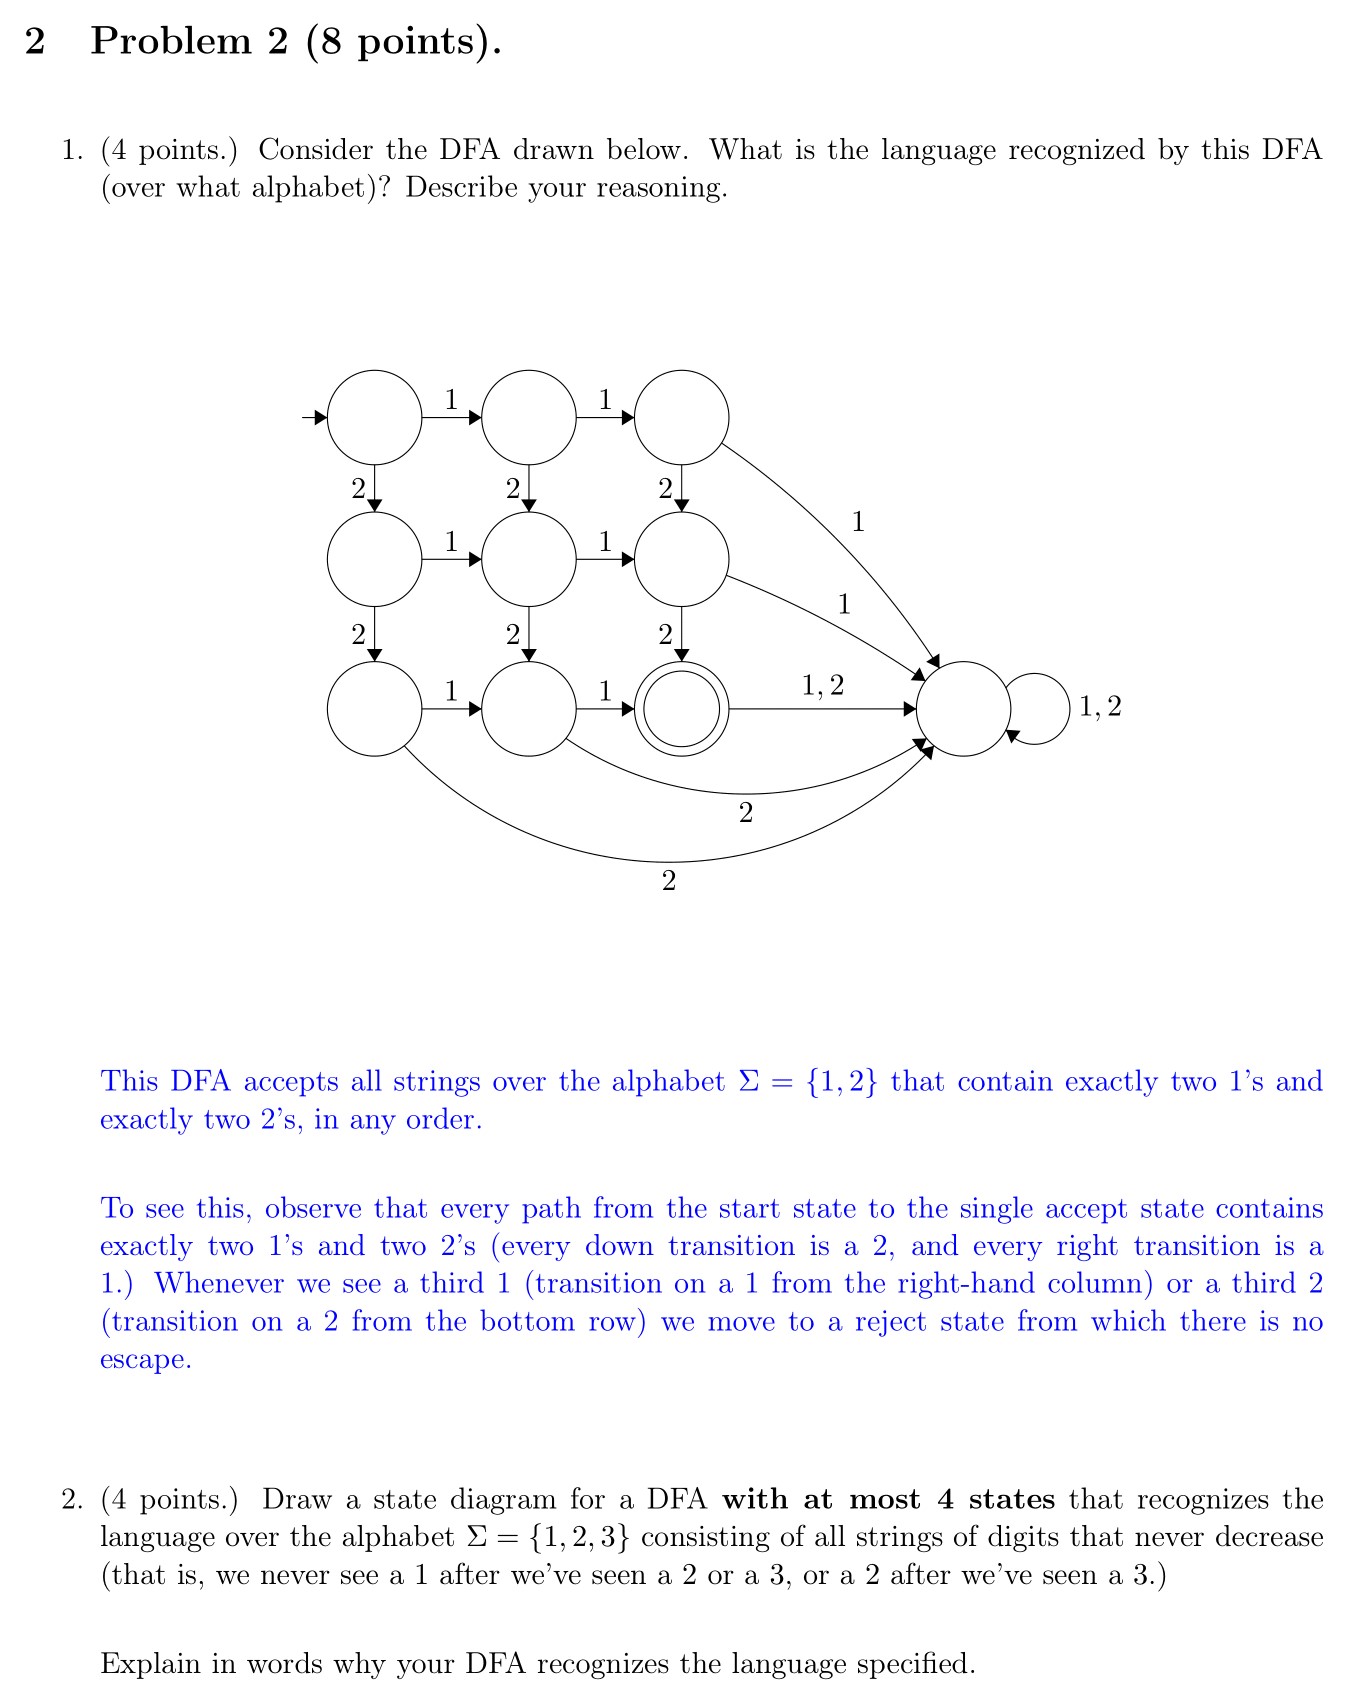 2 Problem 2 (8 points).
1. (4 points.) Consider the DFA drawn below. What is the language recognized by this DFA
(over what alphabet)? Describe your reasoning.
1 1
2 2 2
1
1 1
1
2 2 2
1 1 1, 2 1, 2
2
2
This DFA accepts all strings over the alphabet Σ = {1, 2} that contain exactly two 1's and
exactly two 2's, in any order.
To see this, observe that every path from the start state to the single accept state contains
exactly two 1's and two 2's (every down transition is a 2, and every right transition is a
1.) Whenever we see a third 1 (transition on a 1 from the right-hand column) or a third 2
(transition on a 2 from the bottom row) we move to a reject state from which there is no
escape.
2. (4 points.) Draw a state diagram for a DFA with at most 4 states that recognizes the
language over the alphabet Σ = {1, 2, 3} consisting of all strings of digits that never decrease
(that is, we never see a 1 after we've seen a 2 or a 3, or a 2 after we've seen a 3.)
Explain in words why your DFA recognizes the language specified.